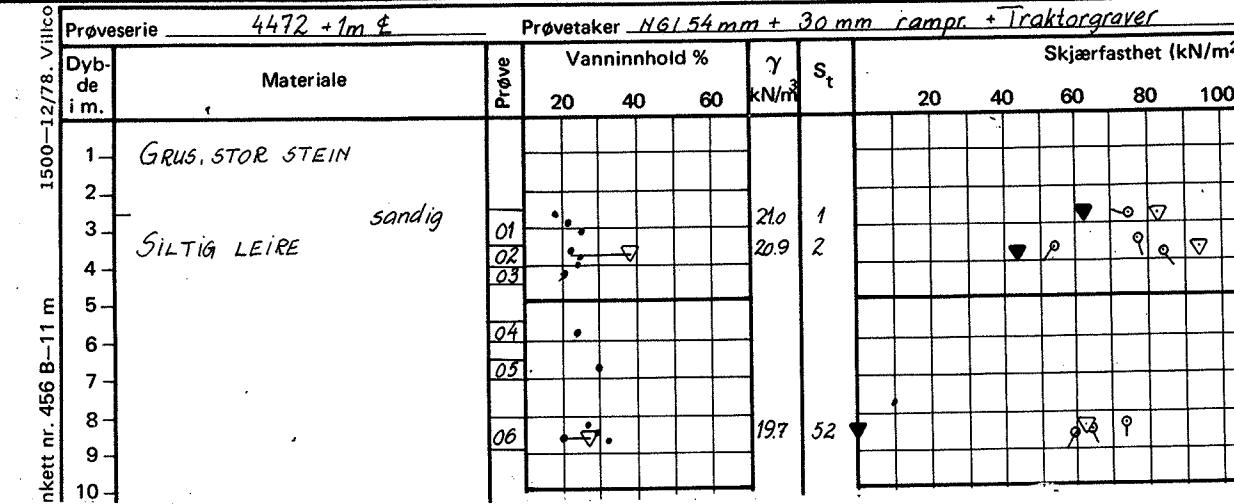 Prøveserie 4472 +1m ℄ Prøvetaker NGI 54 mm + 30 mm rampr. + Traktorgraver
Dybde i m. Materiale Prøve Vanninnhold % γ kN/m³ St Skjærfasthet (kN/m²
20 40 60 20 40 60 80 100
1 GRUS, STOR STEIN
2
sandig 21.0 1
3 01
SILTIG LEIRE 02 20.9 2
4 03
5
04
6
05
7
8
06 19.7 52
9
10
1500–12/78. Villco
nkett nr. 456 B–11 m